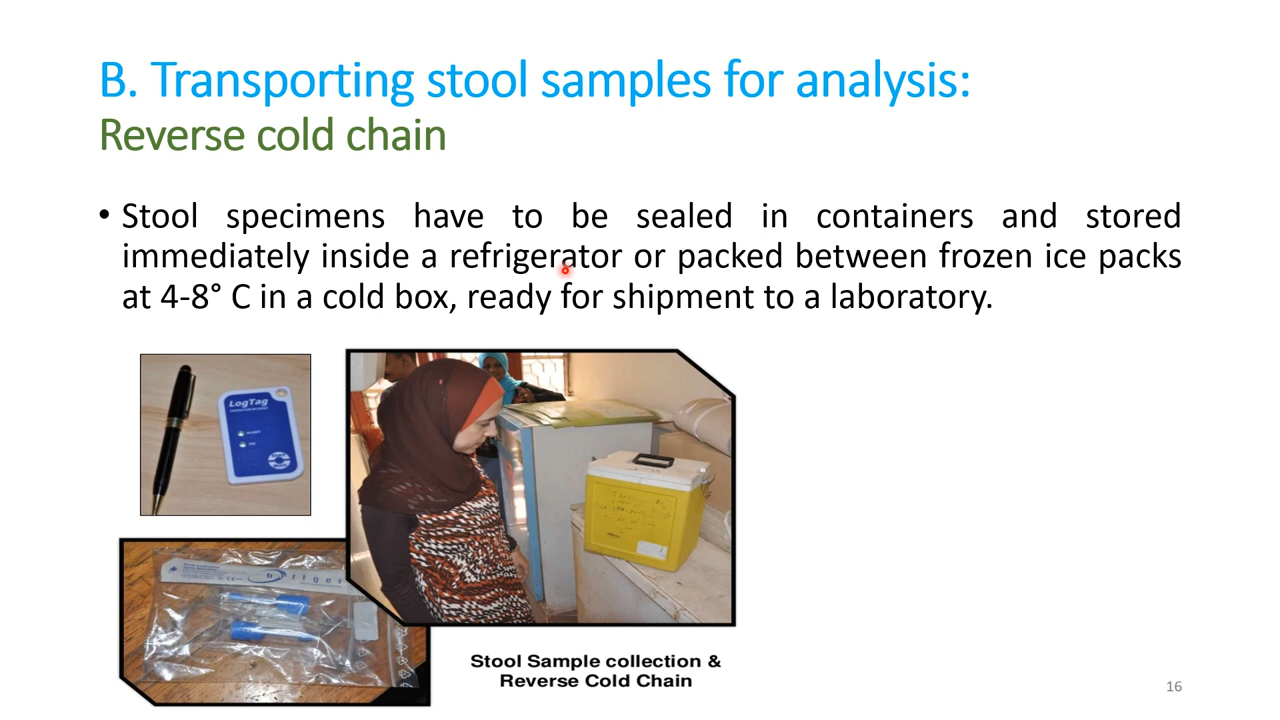 B. Transporting stool samples for analysis:
Reverse cold chain
• Stool specimens have to be sealed in containers and stored
immediately inside a refrigerator or packed between frozen ice packs
at 4-8° C in a cold box, ready for shipment to a laboratory.
LogTag
Stool Sample collection &
Reverse Cold Chain
16